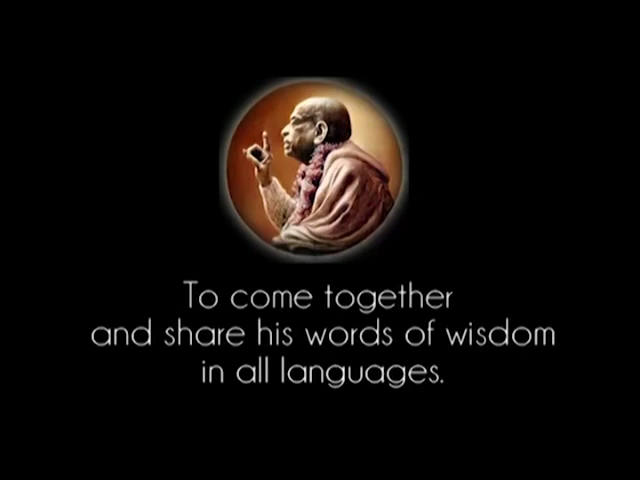 To come together
and share his words of wisdom
in all languages.